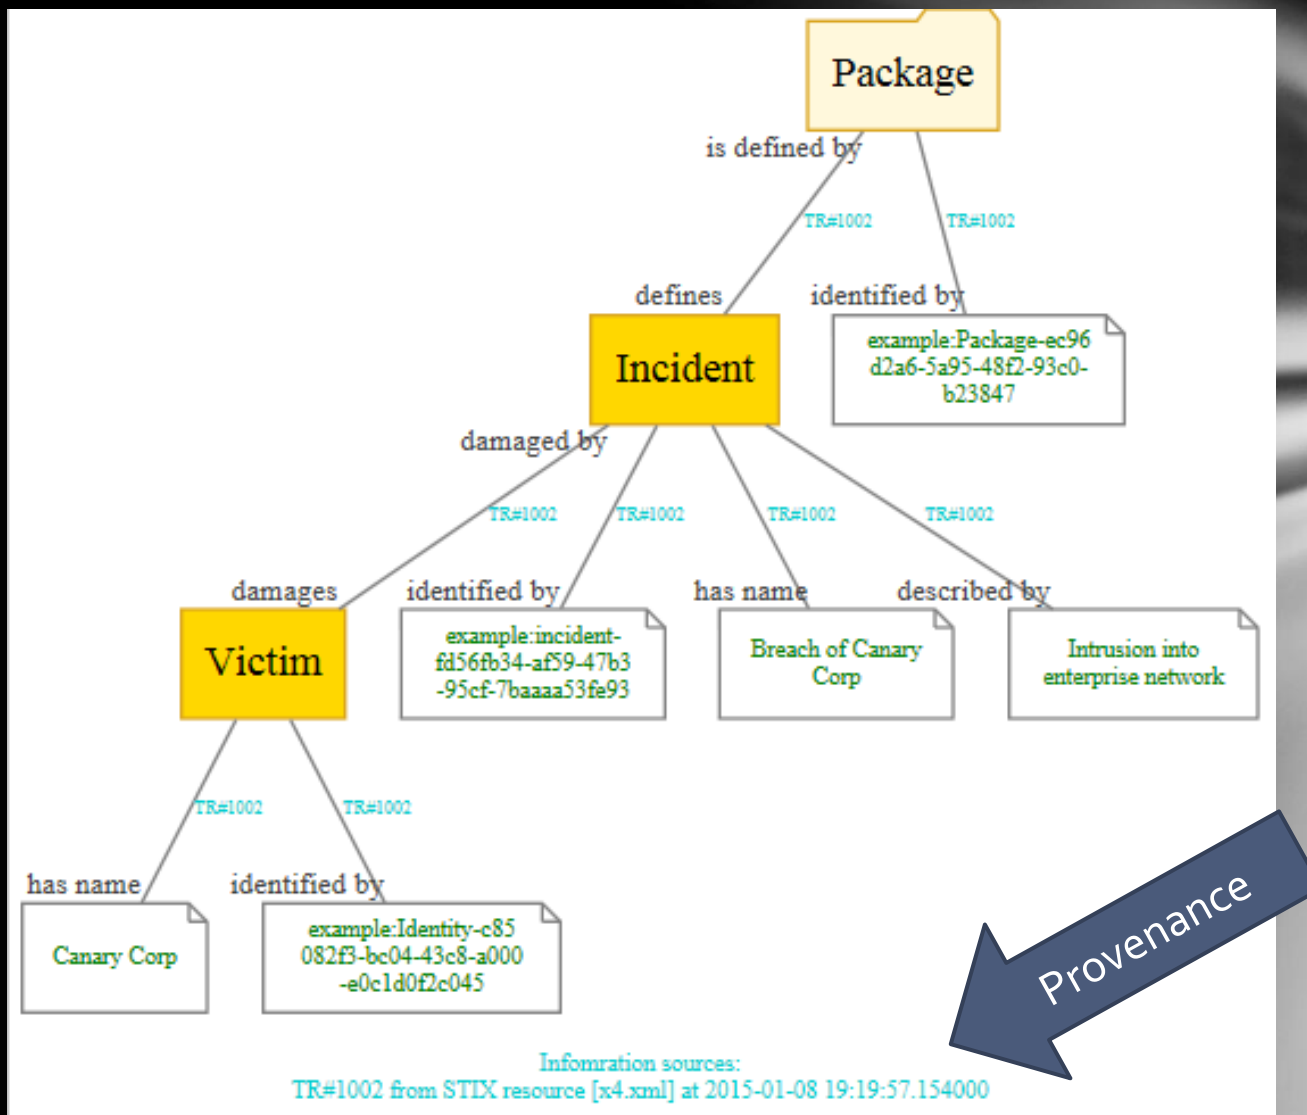 Package
is defined by
TR#1002
TR#1002
defines
identified by
Incident
example:Package-ec96
d2a6-5a95-48f2-93c0-
b23847
damaged by
TR#1002
TR#1002
TR#1002
TR#1002
damages
identified by
has name
described by
Victim
example:incident-
fd56fb34-af59-47b3
-95cf-7baaaa53fe93
Breach of Canary
Corp
Intrusion into
enterprise network
TR#1002
TR#1002
has name
identified by
Canary Corp
example:Identity-c85
082f3-bc04-43c8-a000
-e0c1d0f2c045
Provenance
Infomration sources:
TR#1002 from STIX resource [x4.xml] at 2015-01-08 19:19:57.154000